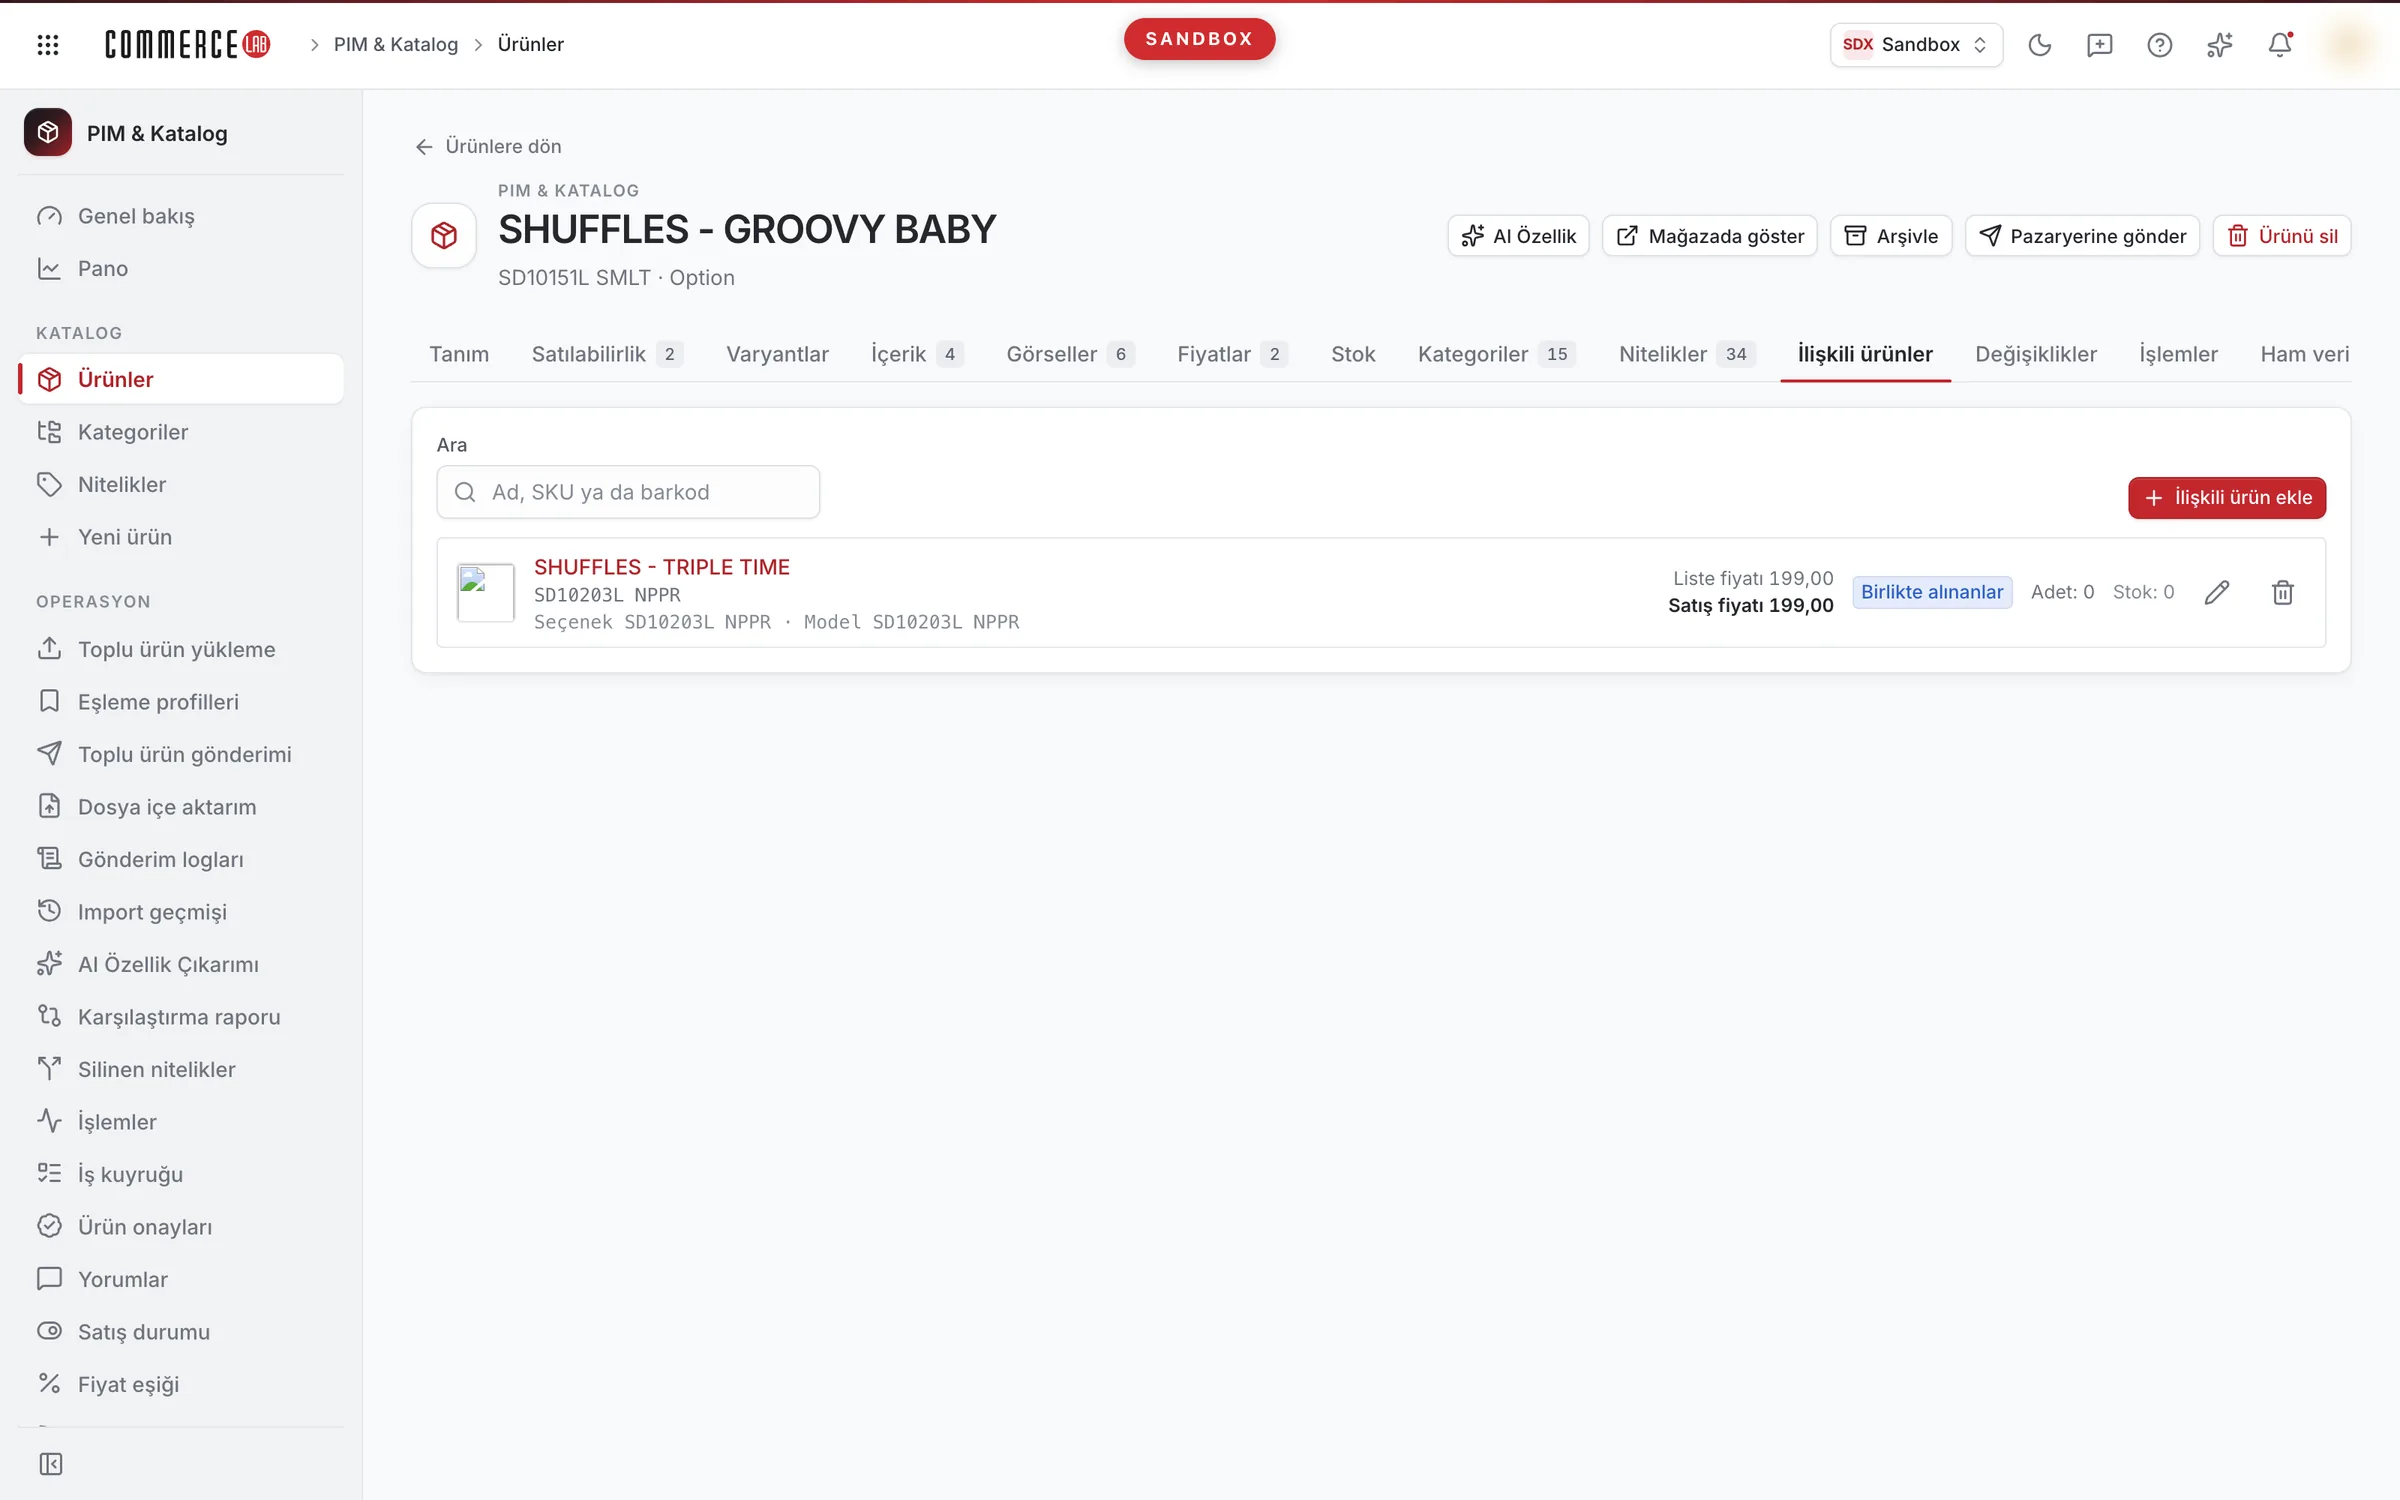 COMMERCE LAB
PIM & Katalog
Ürünler
SANDBOX
SDX Sandbox
PIM & Katalog
Genel bakış
Pano
KATALOG
Ürünler
Kategoriler
Nitelikler
Yeni ürün
OPERASYON
Toplu ürün yükleme
Eşleme profilleri
Toplu ürün gönderimi
Dosya içe aktarım
Gönderim logları
Import geçmişi
AI Özellik Çıkarımı
Karşılaştırma raporu
Silinen nitelikler
İşlemler
İş kuyruğu
Ürün onayları
Yorumlar
Satış durumu
Fiyat eşiği
Ürünlere dön
PIM & KATALOG
SHUFFLES - GROOVY BABY
SD10151L SMLT · Option
AI Özellik
Mağazada göster
Arşivle
Pazaryerine gönder
Ürünü sil
Tanım
Satılabilirlik 2
Varyantlar
İçerik 4
Görseller 6
Fiyatlar 2
Stok
Kategoriler 15
Nitelikler 34
İlişkili ürünler
Değişiklikler
İşlemler
Ham veri
Ara
Ad, SKU ya da barkod
İlişkili ürün ekle
SHUFFLES - TRIPLE TIME
SD10203L NPPR
Seçenek SD10203L NPPR · Model SD10203L NPPR
Liste fiyatı 199,00
Satış fiyatı 199,00
Birlikte alınanlar
Adet: 0
Stok: 0